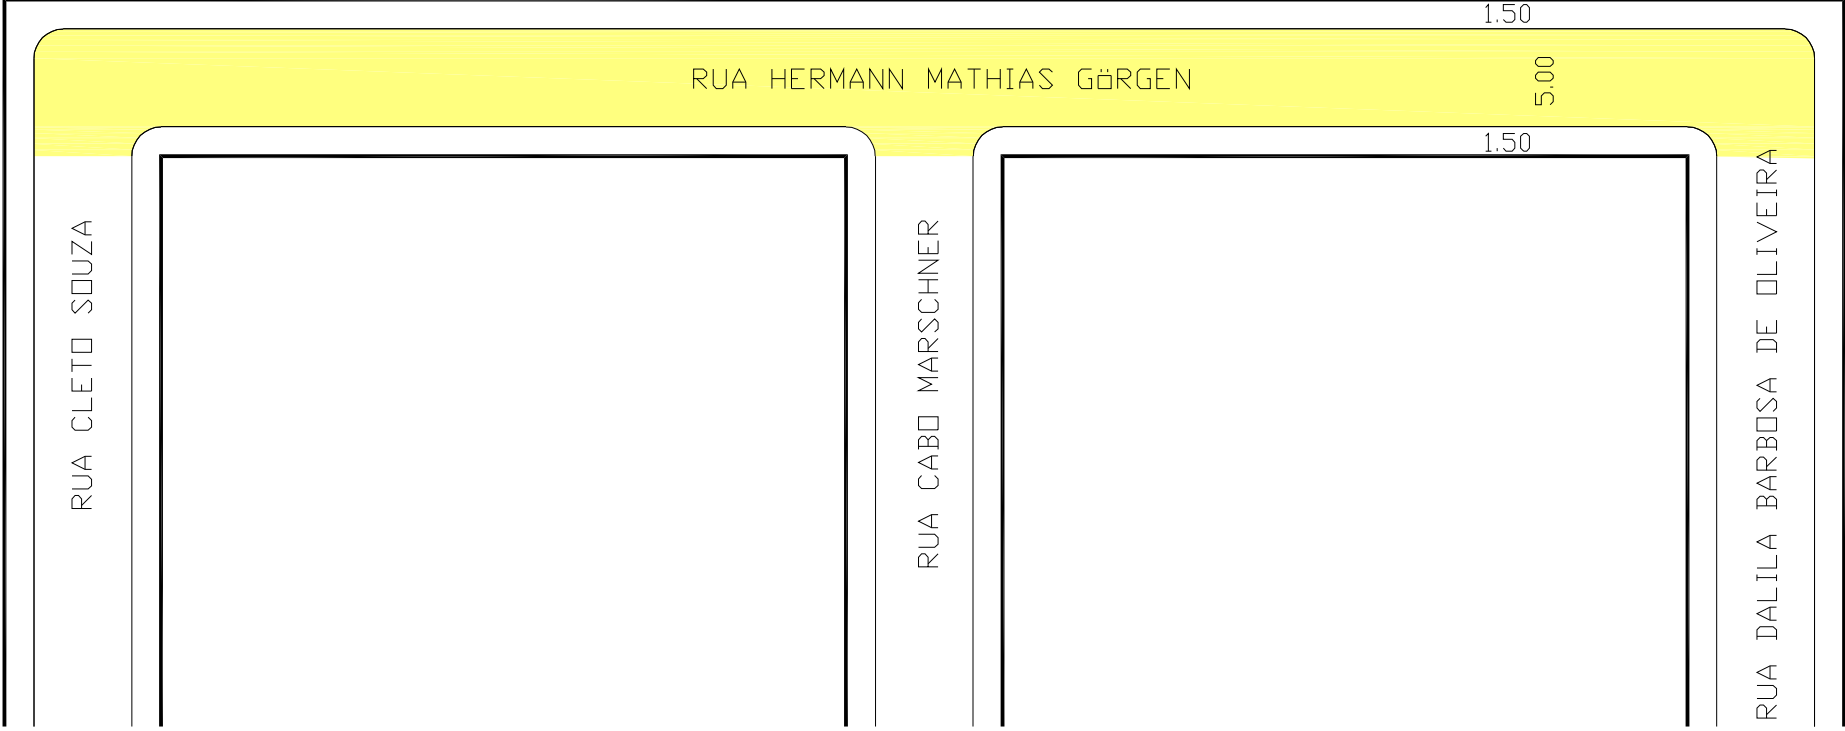 1.50
RUA HERMANN MATHIAS GöRGEN
5.00
1.50
RUA CLETO SOUZA
RUA CABO MARSCHNER
RUA DALILA BARBOSA DE OLIVEIRA